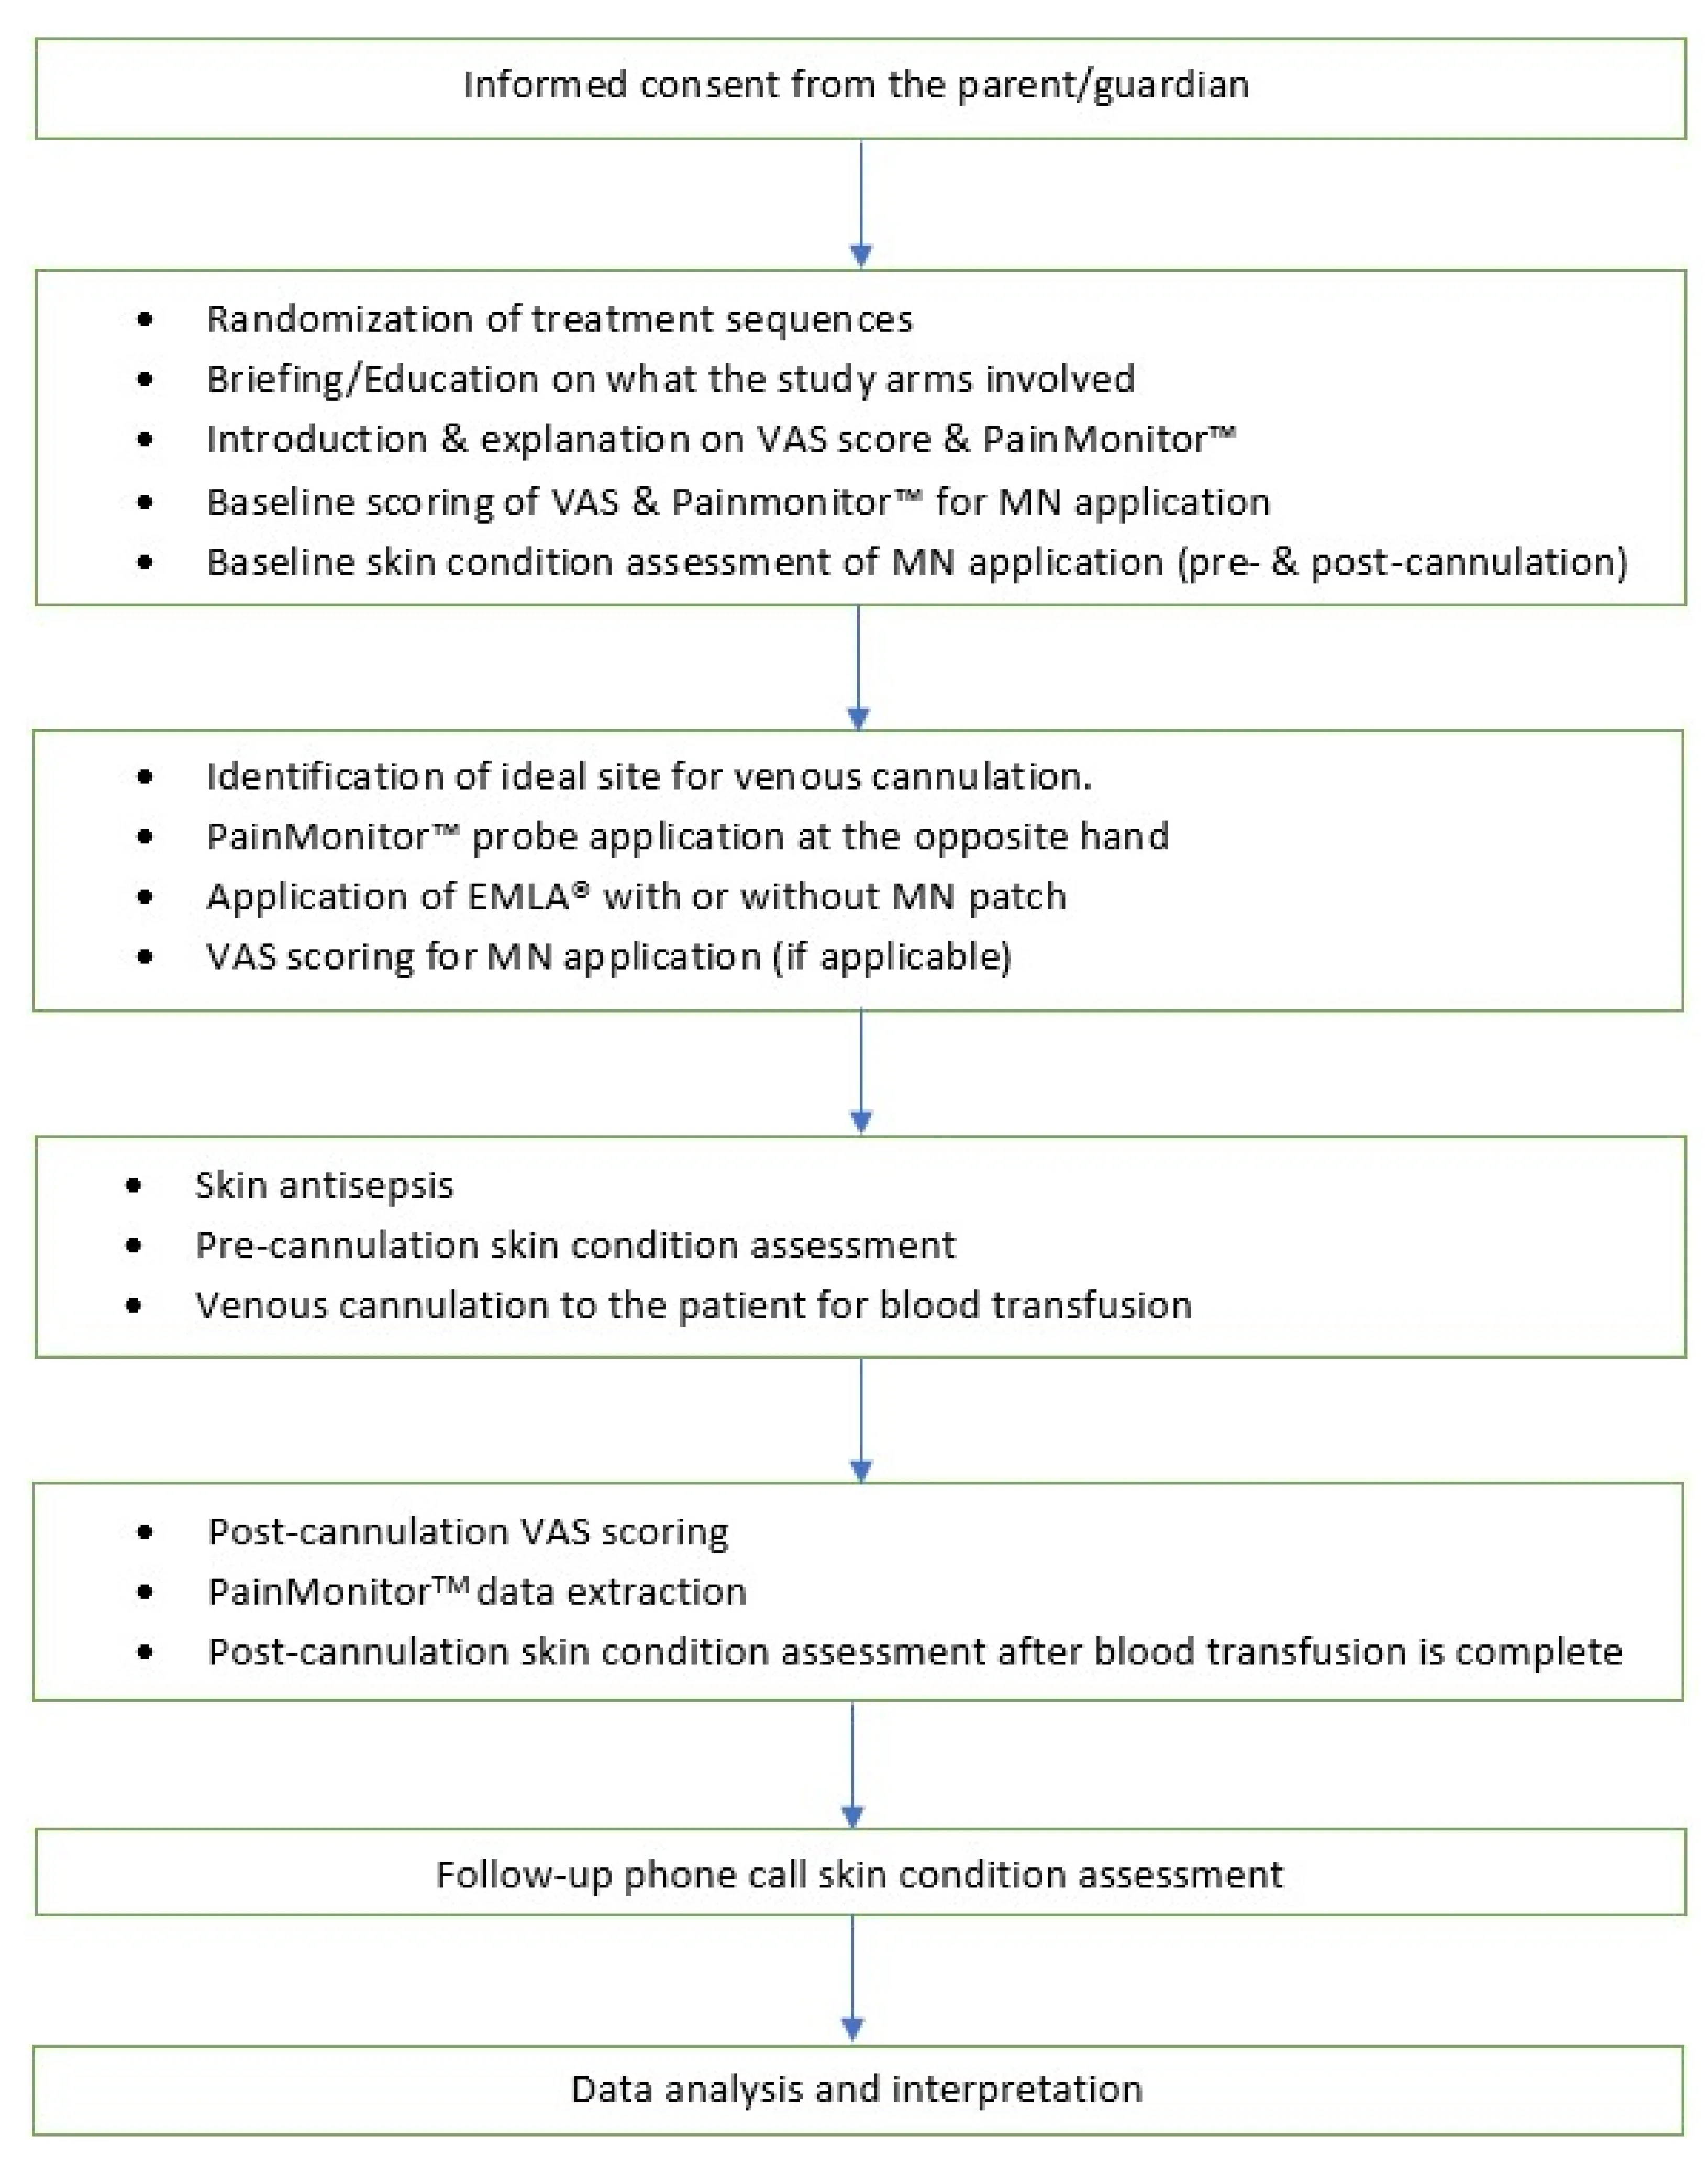 Informed consent from the parent/guardian
• Randomization of treatment sequences
• Briefing/Education on what the study arms involved
• Introduction & explanation on VAS score & PainMonitor™
• Baseline scoring of VAS & Painmonitor™ for MN application
• Baseline skin condition assessment of MN application (pre- & post-cannulation)
• Identification of ideal site for venous cannulation.
• PainMonitor™ probe application at the opposite hand
• Application of EMLA® with or without MN patch
• VAS scoring for MN application (if applicable)
• Skin antisepsis
• Pre-cannulation skin condition assessment
• Venous cannulation to the patient for blood transfusion
• Post-cannulation VAS scoring
• PainMonitor™ data extraction
• Post-cannulation skin condition assessment after blood transfusion is complete
Follow-up phone call skin condition assessment
Data analysis and interpretation